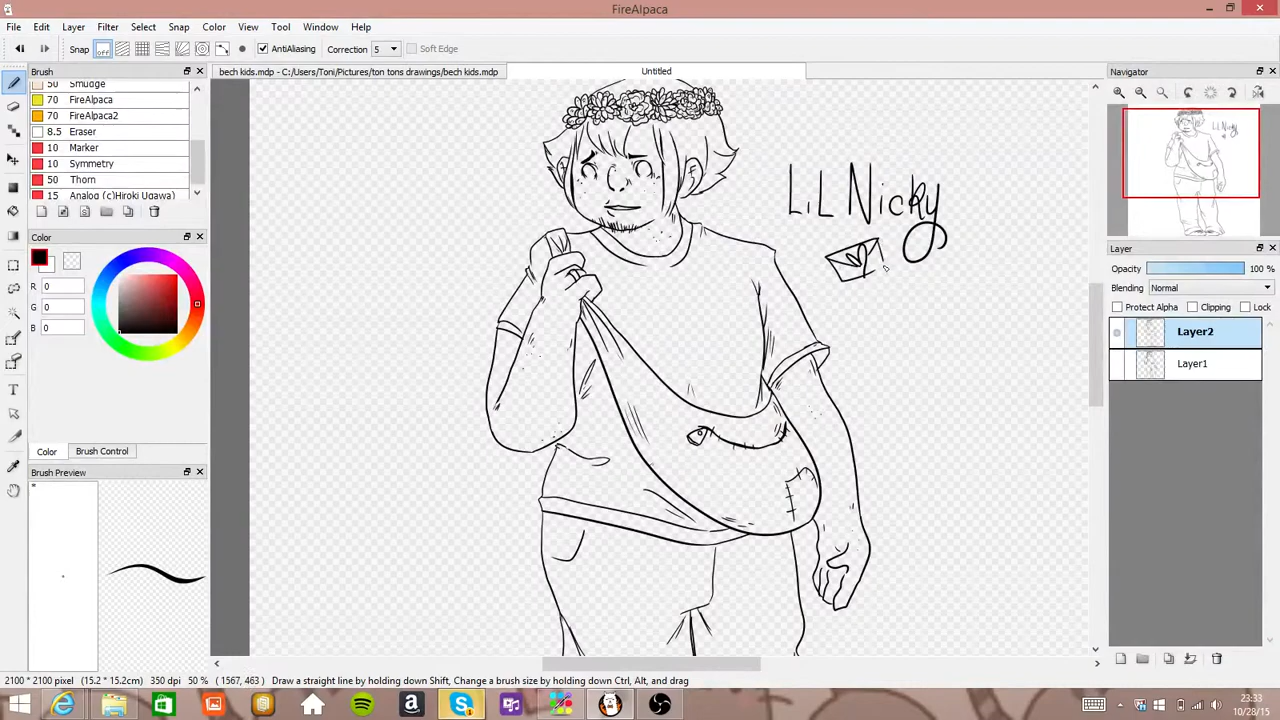 FireAlpaca
File Edit Layer Filter Select Snap Color View Tool Window Help
Snap off AntiAliasing Correction 5 Soft Edge
Brush
bech kids.mdp - C:/Users/Toni/Pictures/ton tons drawings/bech kids.mdp
Untitled
Navigator
50 Smudge
70 FireAlpaca
70 FireAlpaca2
8.5 Eraser
10 Marker
10 Symmetry
50 Thorn
15 Analog (c)Hiroki Ugawa)
LiL Nicky
Color
R 0
G 0
B 0
Color Brush Control
Brush Preview
*
Layer
Opacity 100 %
Blending Normal
Protect Alpha Clipping Lock
Layer2
Layer1
2100 * 2100 pixel (15.2 * 15.2cm) 350 dpi 50 % (1567, 463) Draw a straight line by holding down Shift, Change a brush size by holding down Ctrl, Alt, and drag
23:33
10/28/15